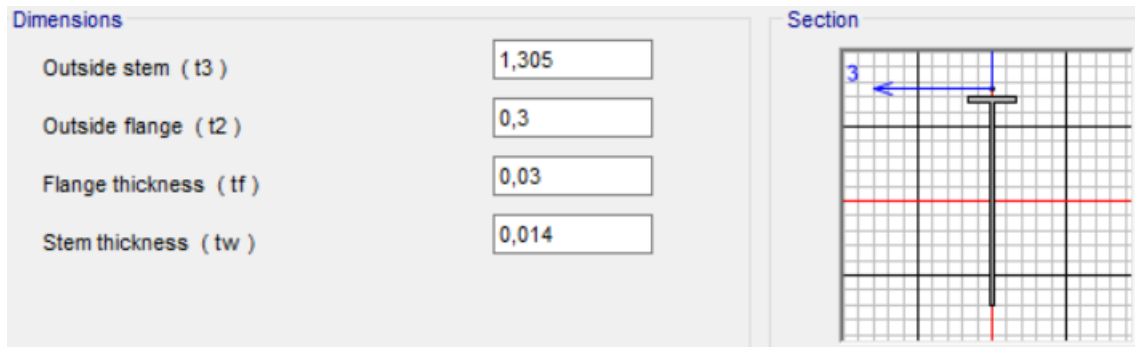 Dimensions
Outside stem ( t3 )
1,305
Outside flange ( t2 )
0,3
Flange thickness ( tf )
0,03
Stem thickness ( tw )
0,014
Section
3